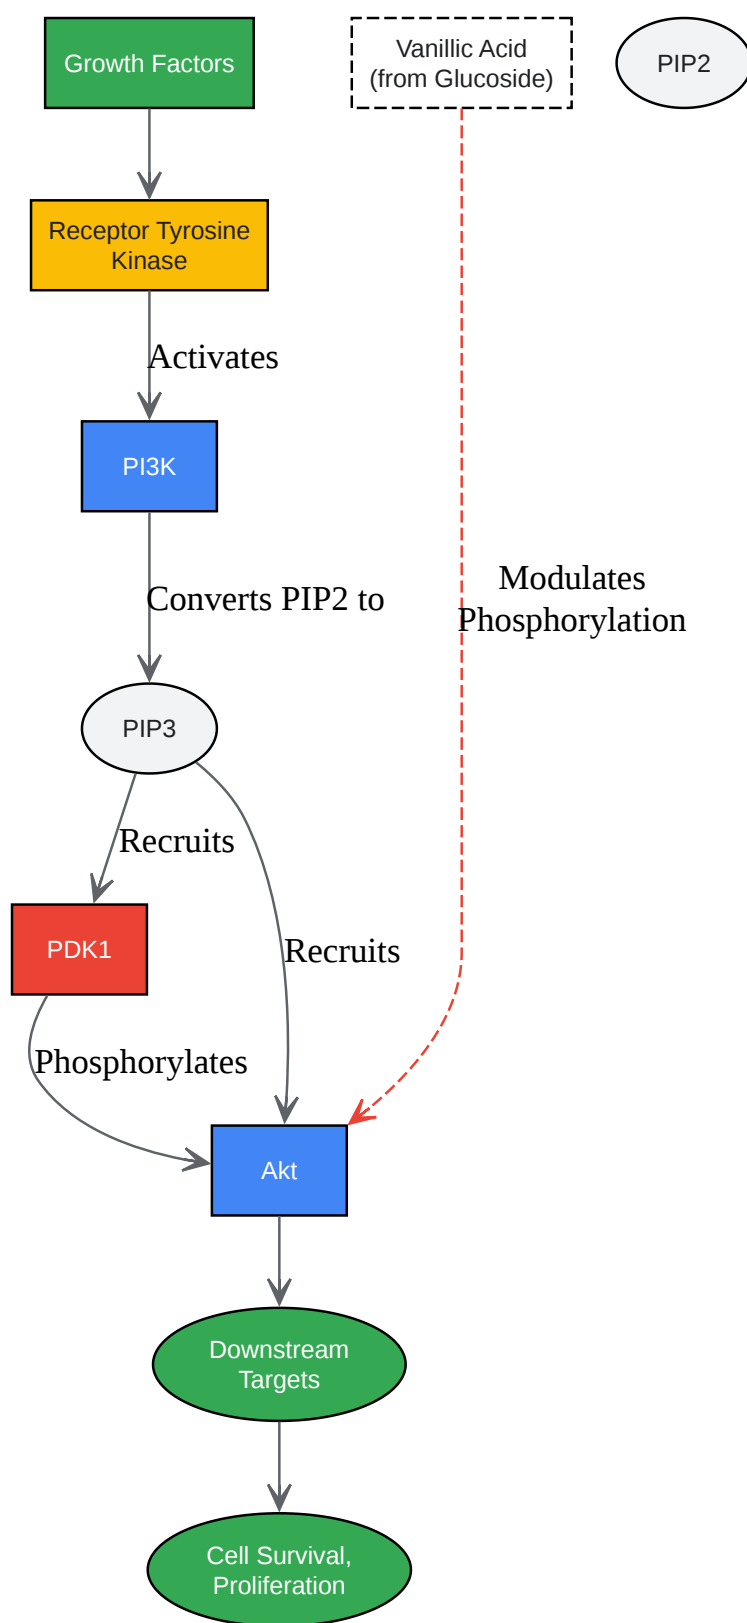 Growth Factors
Vanillic Acid
(from Glucoside)
PIP2
Receptor Tyrosine
Kinase
Activates
PI3K
Converts PIP2 to
Modulates
Phosphorylation
PIP3
Recruits
PDK1
Recruits
Phosphorylates
Akt
Downstream
Targets
Cell Survival,
Proliferation